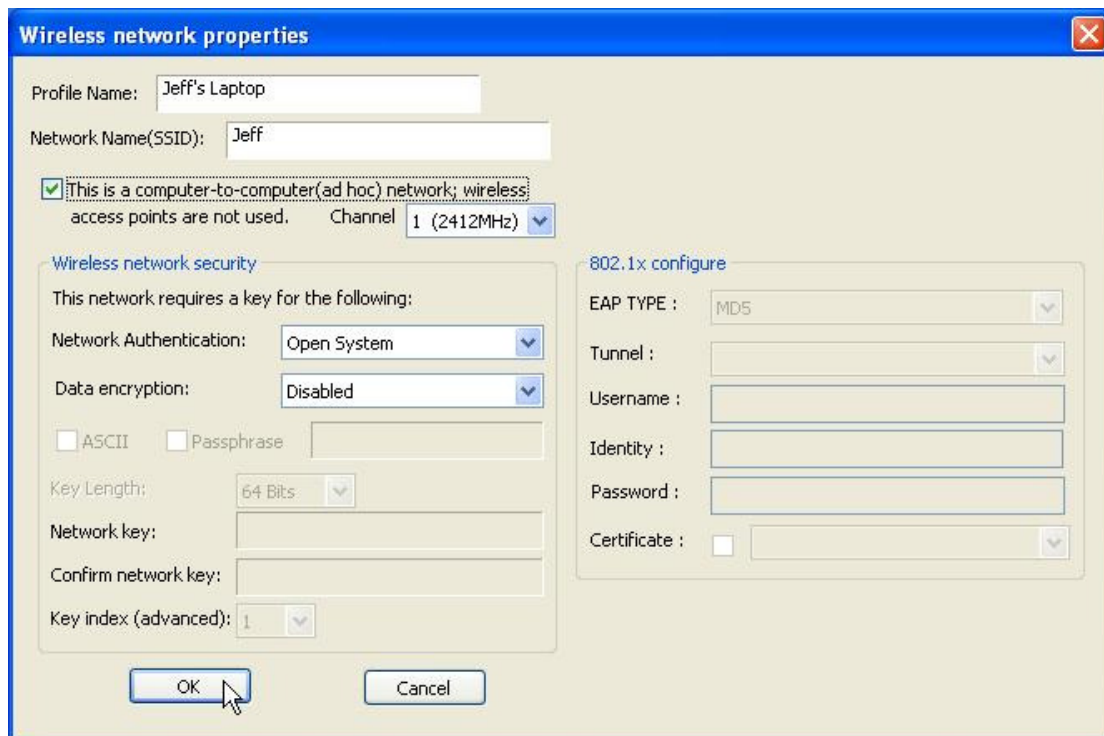 Wireless network properties
Profile Name: Jeff's Laptop
Network Name(SSID): Jeff
This is a computer-to-computer(ad hoc) network; wireless
access points are not used. Channel 1 (2412MHz)
Wireless network security
This network requires a key for the following:
Network Authentication: Open System
Data encryption: Disabled
ASCII Passphrase
Key Length: 64 Bits
Network key:
Confirm network key:
Key index (advanced): 1
802.1x configure
EAP TYPE : MD5
Tunnel :
Username :
Identity :
Password :
Certificate :
OK Cancel